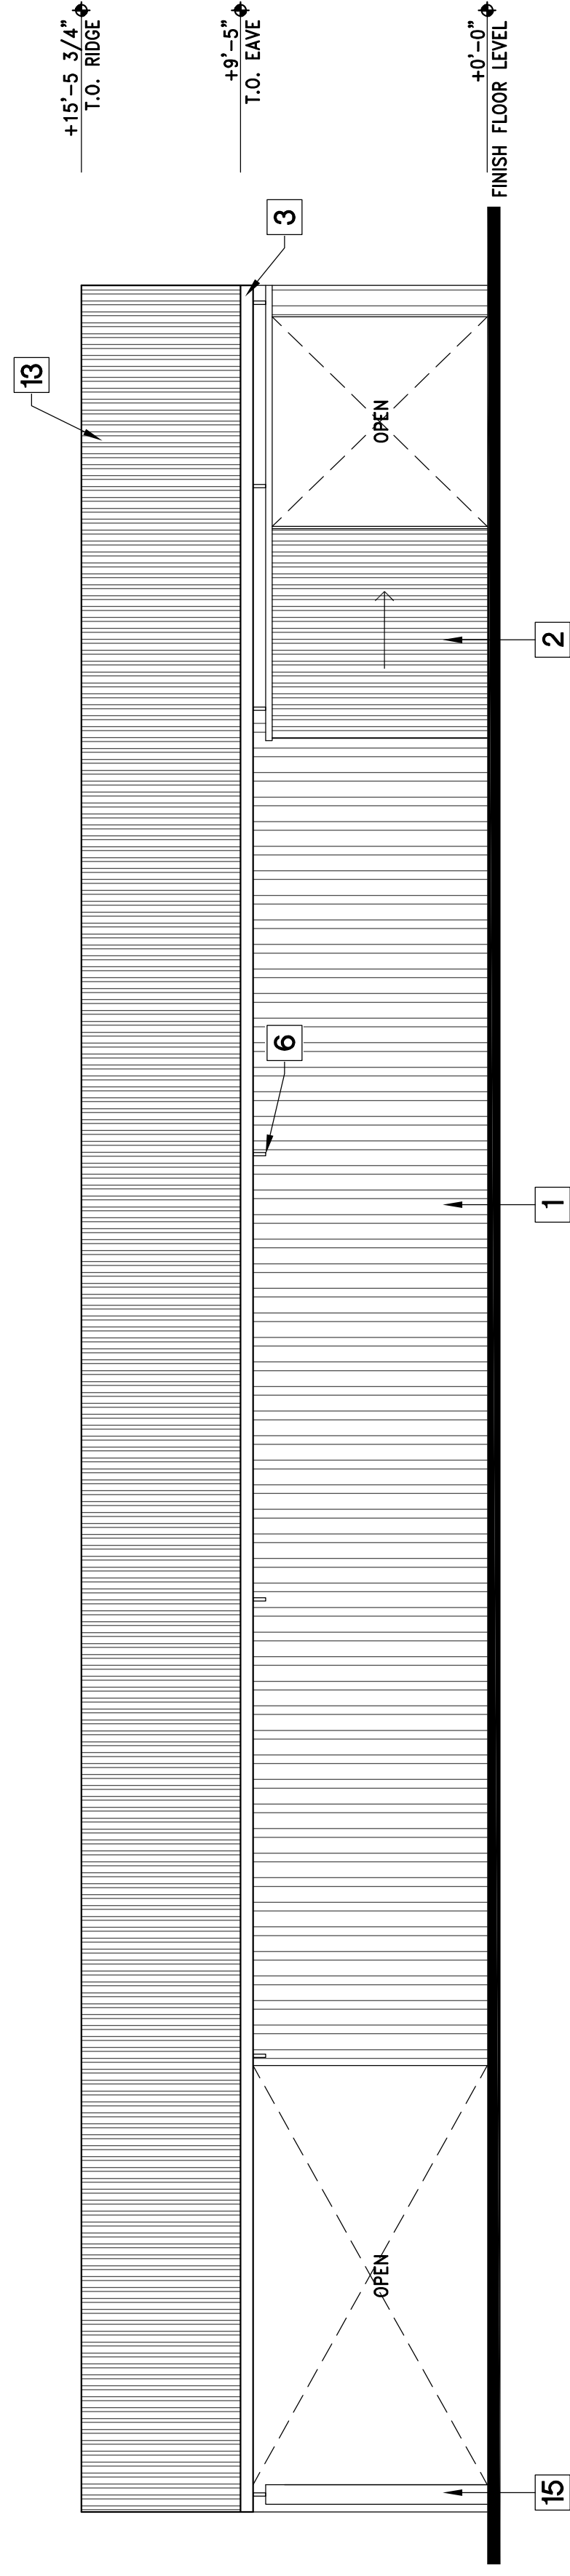 +15'-5 3/4"
T.O. RIDGE
+9'-5"
T.O. EAVE
+0'-0"
FINISH FLOOR LEVEL
13
3
6
OPEN
OPEN
15
1
2